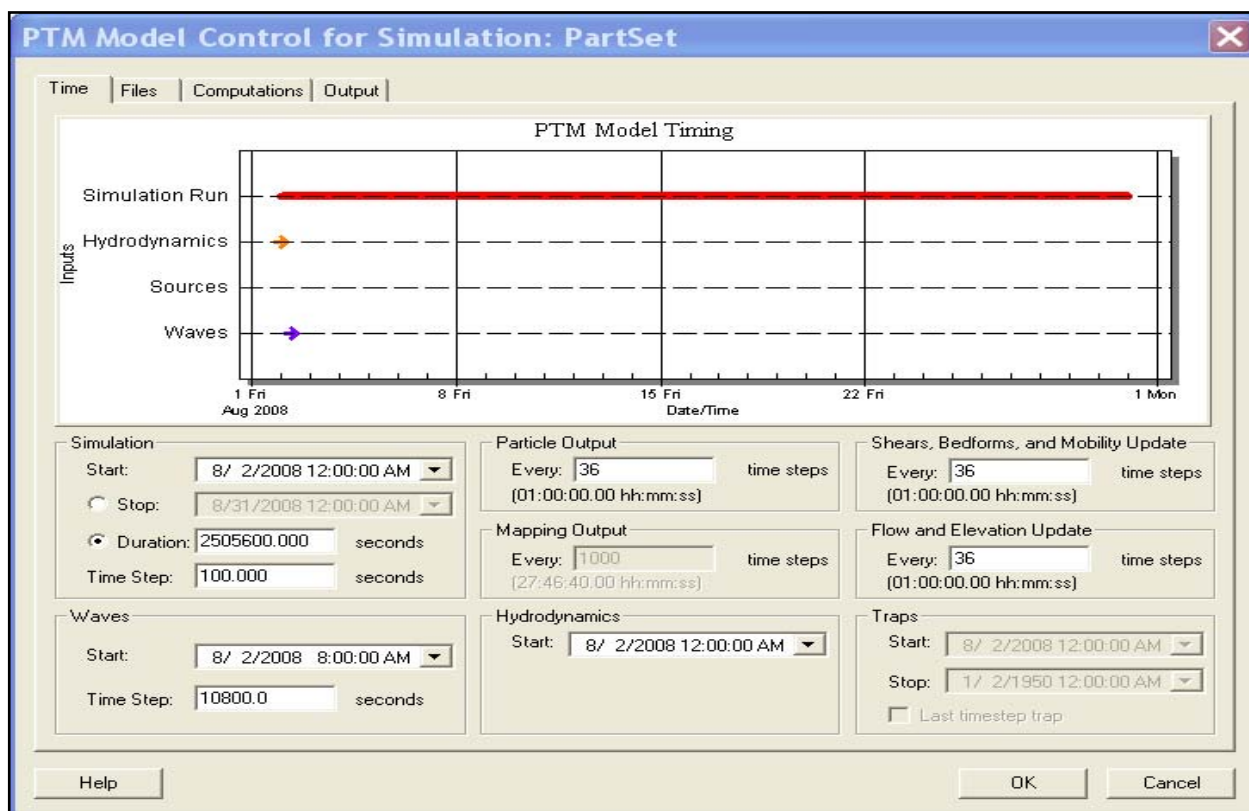 PTM Model Control for Simulation: PartSet
Time Files Computations Output
PTM Model Timing
Inputs
Simulation Run
Hydrodynamics
Sources
Waves
1 Fri 8 Fri 15 Fri 22 Fri 1 Mon
Aug 2008
Date/Time
Simulation
Start: 8/ 2/2008 12:00:00 AM
Stop: 8/31/2008 12:00:00 AM
Duration: 2505600.000 seconds
Time Step: 100.000
Particle Output
Every: 36 time steps
(01:00:00.00 hh:mm:ss)
Shears, Bedforms, and Mobility Update
Every: 36 time steps
(01:00:00.00 hh:mm:ss)
Mapping Output
Every: 1000 time steps
(27:46:40.00 hh:mm:ss)
Flow and Elevation Update
Every: 36 time steps
(01:00:00.00 hh:mm:ss)
Waves
Start: 8/ 2/2008 8:00:00 AM
Time Step: 10800.0 seconds
Hydrodynamics
Start: 8/ 2/2008 12:00:00 AM
Traps
Start: 8/ 2/2008 12:00:00 AM
Stop: 1/ 2/1950 12:00:00 AM
Last timestep trap
Help OK Cancel